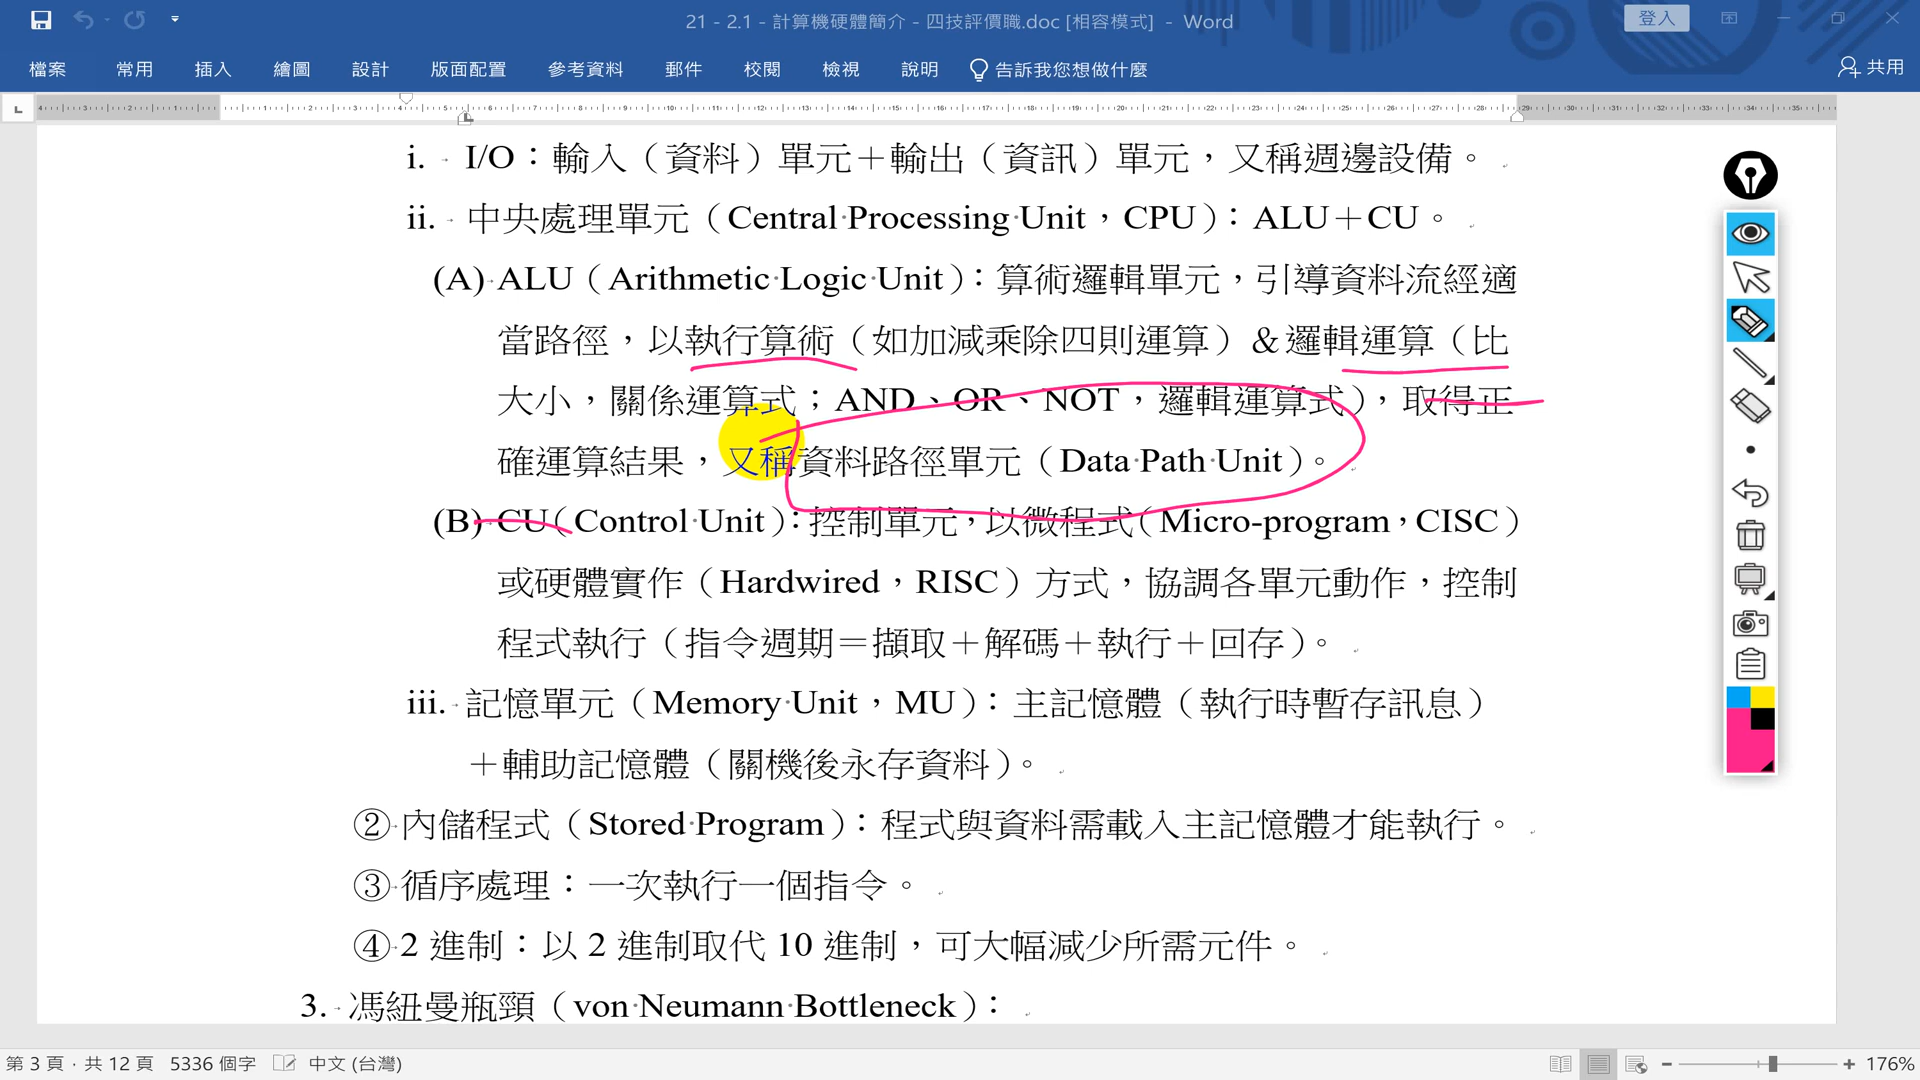 21 - 2.1 - 計算機硬體簡介 - 四技評價職.doc [相容模式] - Word
登入
檔案 常用 插入 繪圖 設計 版面配置 參考資料 郵件 校閱 檢視 說明 告訴我您想做什麼 共用
i. I/O：輸入（資料）單元＋輸出（資訊）單元，又稱週邊設備。
ii. 中央處理單元（Central Processing Unit，CPU）：ALU＋CU。
(A) ALU（Arithmetic Logic Unit）：算術邏輯單元，引導資料流經適
當路徑，以執行算術（如加減乘除四則運算）＆邏輯運算（比
大小，關係運算式；AND、OR、NOT，邏輯運算式），取得正
確運算結果，又稱資料路徑單元（Data Path Unit）。
(B) CU（Control Unit）：控制單元，以微程式（Micro-program，CISC）
或硬體實作（Hardwired，RISC）方式，協調各單元動作，控制
程式執行（指令週期＝擷取＋解碼＋執行＋回存）。
iii. 記憶單元（Memory Unit，MU）：主記憶體（執行時暫存訊息）
＋輔助記憶體（關機後永存資料）。
② 內儲程式（Stored Program）：程式與資料需載入主記憶體才能執行。
③ 循序處理：一次執行一個指令。
④ 2 進制：以 2 進制取代 10 進制，可大幅減少所需元件。
3. 馮紐曼瓶頸（von Neumann Bottleneck）：
第 3 頁，共 12 頁 5336 個字 中文 (台灣) 176%